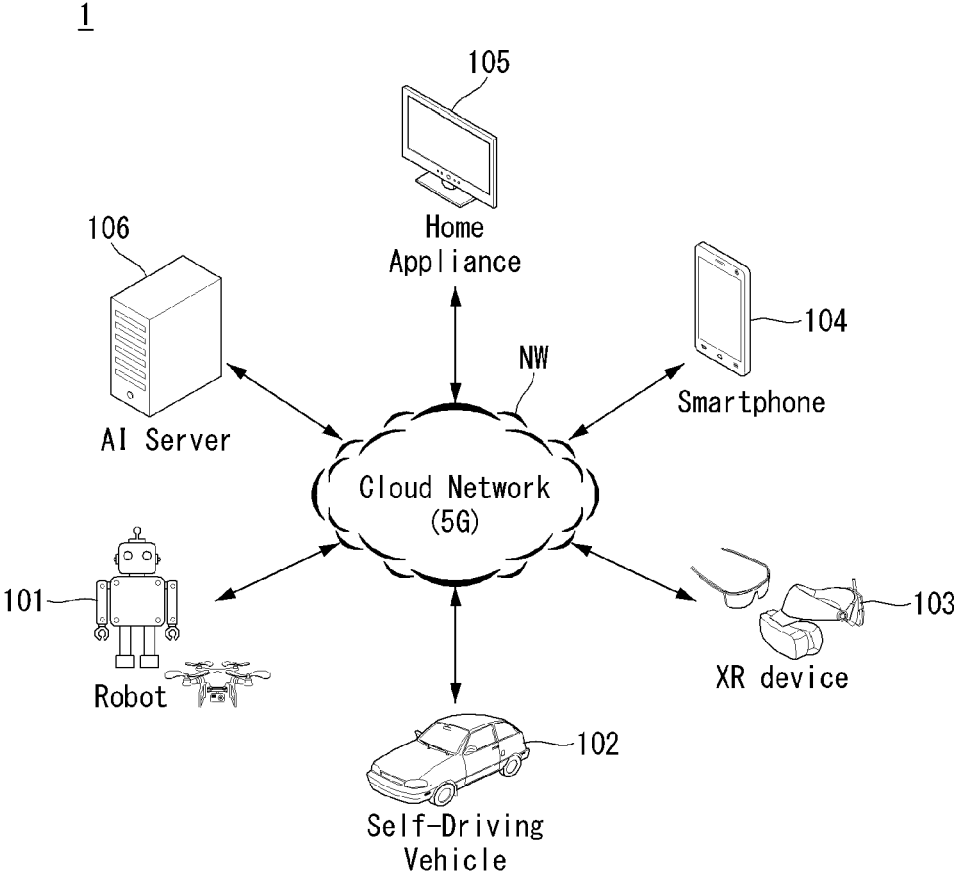 1
105
Home
Appliance
106
AI Server
104
Smartphone
NW
Cloud Network
(5G)
101
Robot
103
XR device
102
Self-Driving
Vehicle